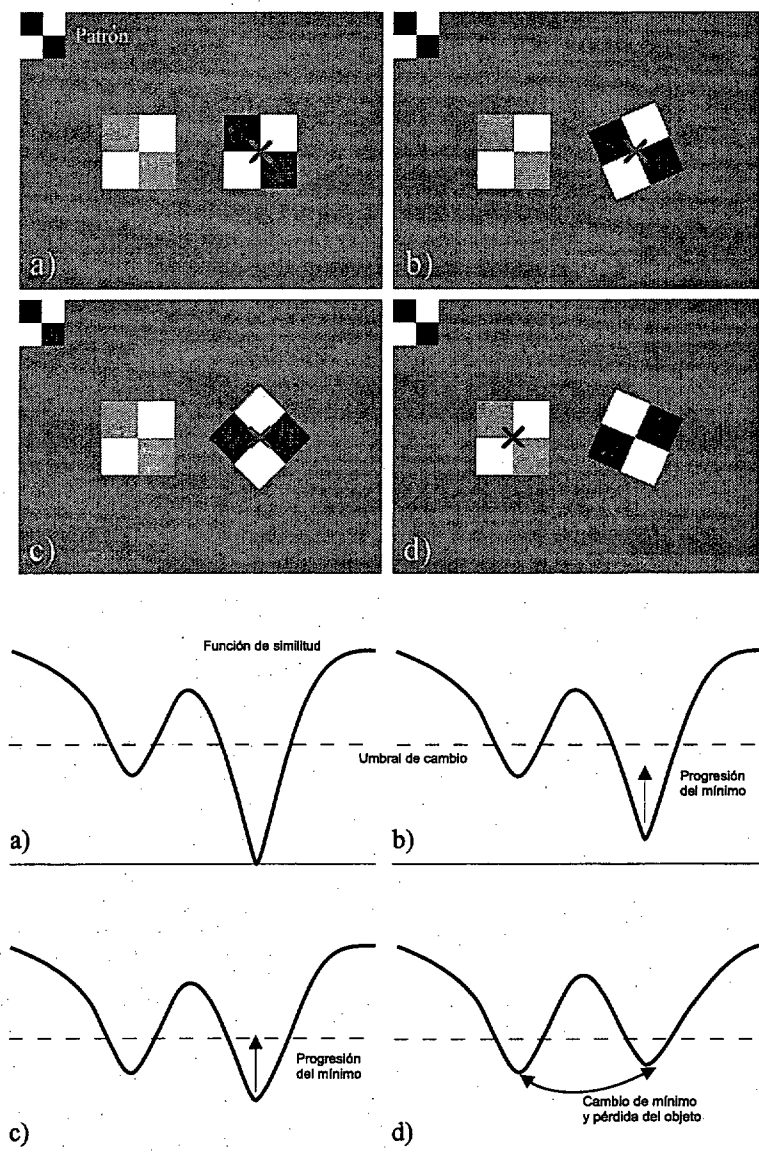 Patrón
a)
b)
c)
d)
Función de similitud
Umbral de cambio
a)
Progresión
del mínimo
b)
Progresión
del mínimo
c)
Cambio de mínimo
y pérdida del objeto
d)